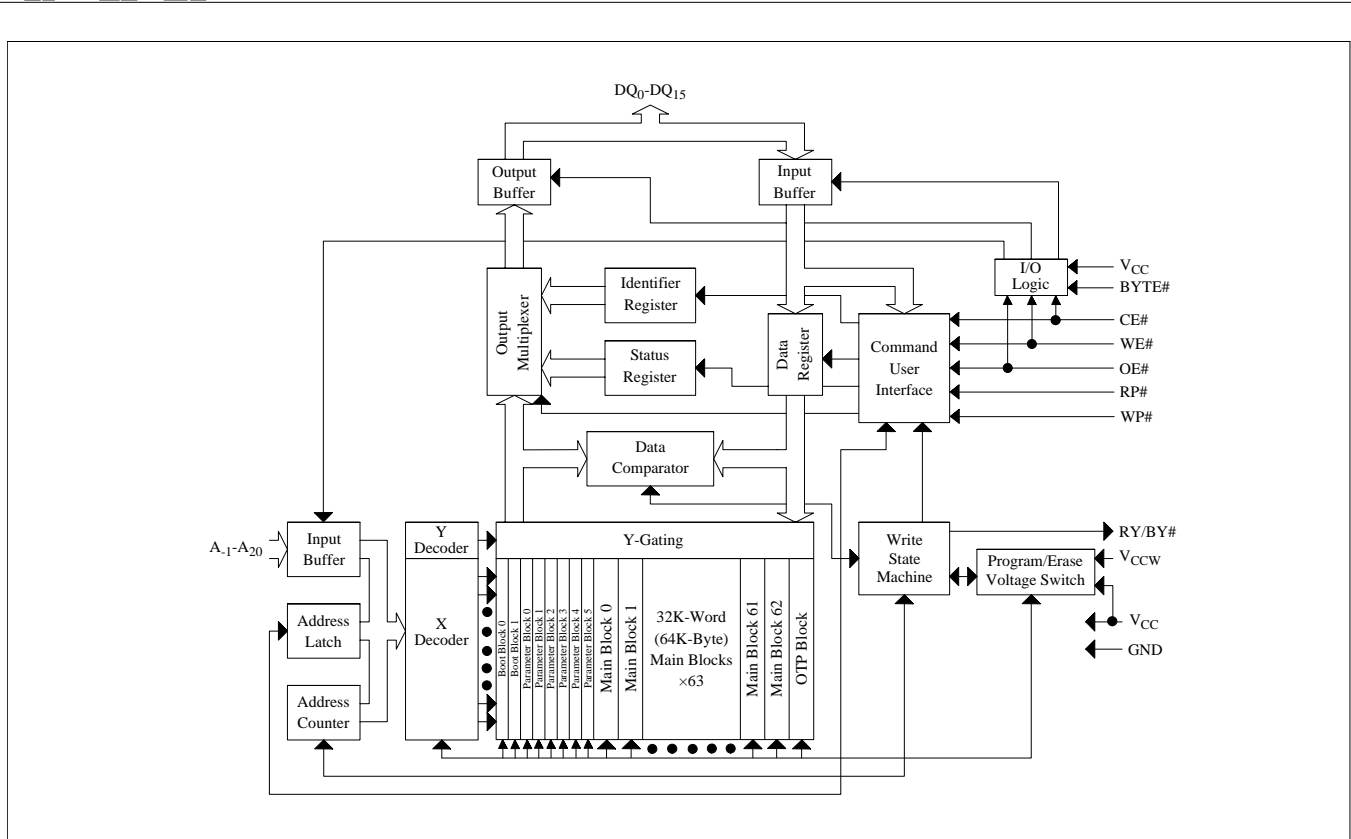 DQ0-DQ15
Output
Buffer
Input
Buffer
I/O
Logic
VCC
BYTE#
CE#
WE#
OE#
RP#
WP#
Output
Multiplexer
Identifier
Register
Status
Register
Data
Register
Command
User
Interface
Data
Comparator
A-1-A20
Input
Buffer
Address
Latch
Address
Counter
Y
Decoder
X
Decoder
Y-Gating
Boot Block 0
Boot Block 1
Parameter Block 0
Parameter Block 1
Parameter Block 2
Parameter Block 3
Parameter Block 4
Parameter Block 5
Main Block 0
Main Block 1
32K-Word
(64K-Byte)
Main Blocks
×63
Main Block 61
Main Block 62
OTP Block
Write
State
Machine
Program/Erase
Voltage Switch
RY/BY#
VCCW
VCC
GND